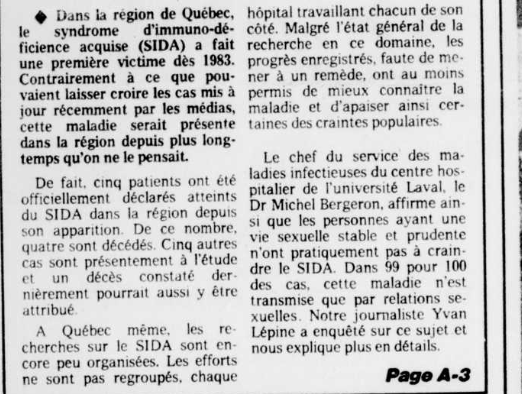 ◆ Dans la région de Québec,
le syndrome d'immuno-dé-
ficience acquise (SIDA) a fait
une première victime dès 1983.
Contrairement à ce que pou-
vaient laisser croire les cas mis à
jour récemment par les médias,
cette maladie serait présente
dans la région depuis plus long-
temps qu'on ne le pensait.
De fait, cinq patients ont été
officiellement déclarés atteints
du SIDA dans la région depuis
son apparition. De ce nombre,
quatre sont décédés. Cinq autres
cas sont présentement à l'étude
et un décès constaté der-
nièrement pourrait aussi y être
attribué.
A Québec même, les re-
cherches sur le SIDA sont en-
core peu organisées. Les efforts
ne sont pas regroupés, chaque
hôpital travaillant chacun de son
côté. Malgré l'état général de la
recherche en ce domaine, les
progrès enregistrés, faute de me-
ner à un remède, ont au moins
permis de mieux connaître la
maladie et d'apaiser ainsi cer-
taines des craintes populaires.
Le chef du service des ma-
ladies infectieuses du centre hos-
pitalier de l'université Laval, le
Dr Michel Bergeron, affirme ain-
si que les personnes ayant une
vie sexuelle stable et prudente
n'ont pratiquement pas à crain-
dre le SIDA. Dans 99 pour 100
des cas, cette maladie n'est
transmise que par relations se-
xuelles. Notre journaliste Yvan
Lépine a enquêté sur ce sujet et
nous explique plus en détails.
Page A-3